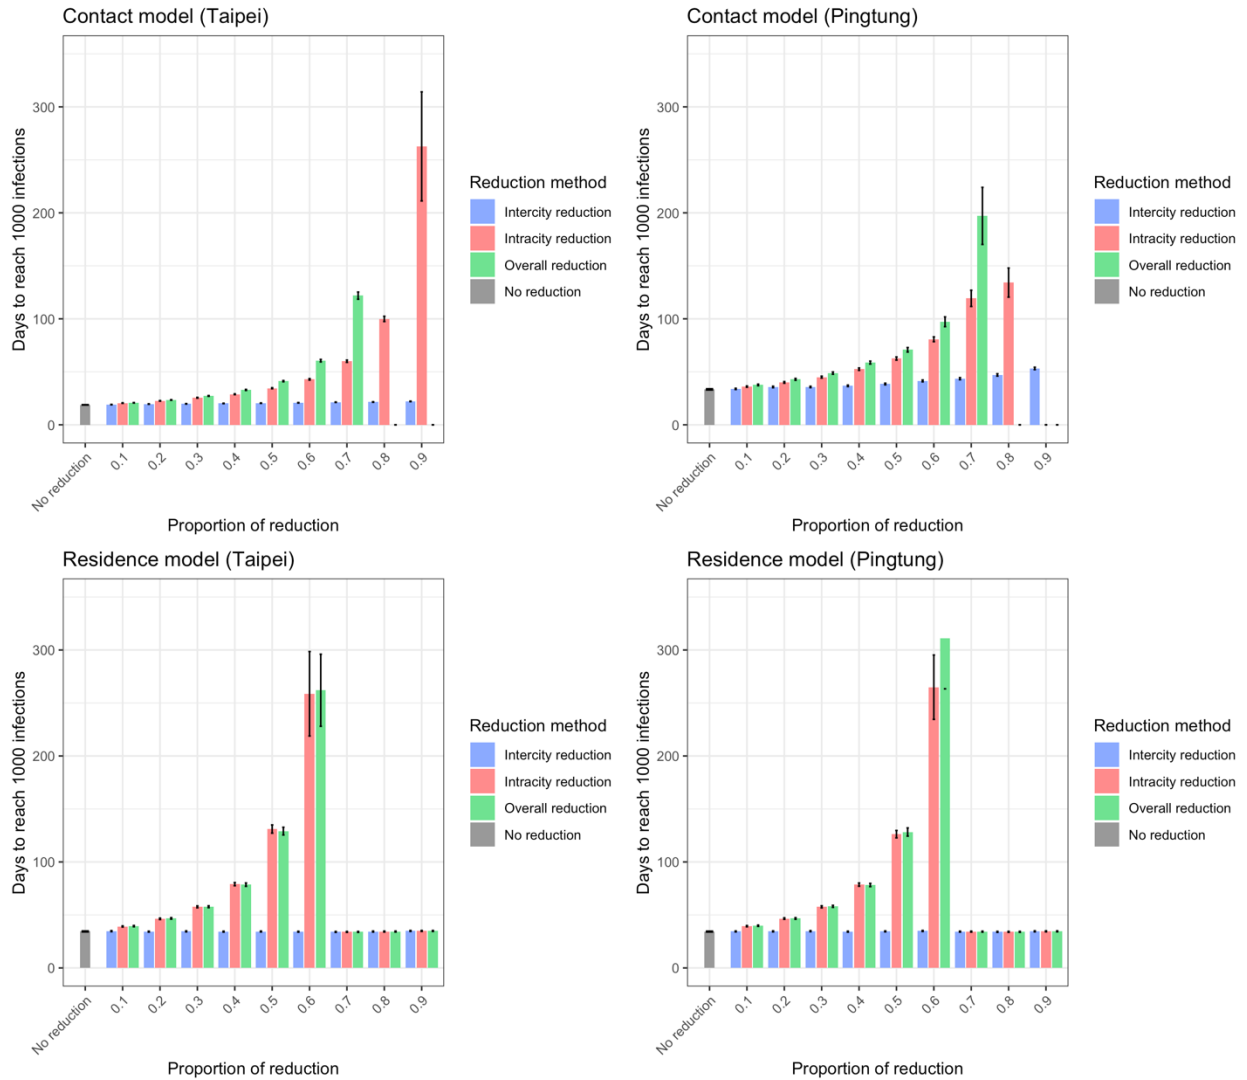 Contact model (Taipei)
Days to reach 1000 infections
300
200
100
0
No reduction
0.1
0.2
0.3
0.4
0.5
0.6
0.7
0.8
0.9
Proportion of reduction
Reduction method
Intercity reduction
Intracity reduction
Overall reduction
No reduction
Contact model (Pingtung)
Days to reach 1000 infections
300
200
100
0
No reduction
0.1
0.2
0.3
0.4
0.5
0.6
0.7
0.8
0.9
Proportion of reduction
Reduction method
Intercity reduction
Intracity reduction
Overall reduction
No reduction
Residence model (Taipei)
Days to reach 1000 infections
300
200
100
0
No reduction
0.1
0.2
0.3
0.4
0.5
0.6
0.7
0.8
0.9
Proportion of reduction
Reduction method
Intercity reduction
Intracity reduction
Overall reduction
No reduction
Residence model (Pingtung)
Days to reach 1000 infections
300
200
100
0
No reduction
0.1
0.2
0.3
0.4
0.5
0.6
0.7
0.8
0.9
Proportion of reduction
Reduction method
Intercity reduction
Intracity reduction
Overall reduction
No reduction